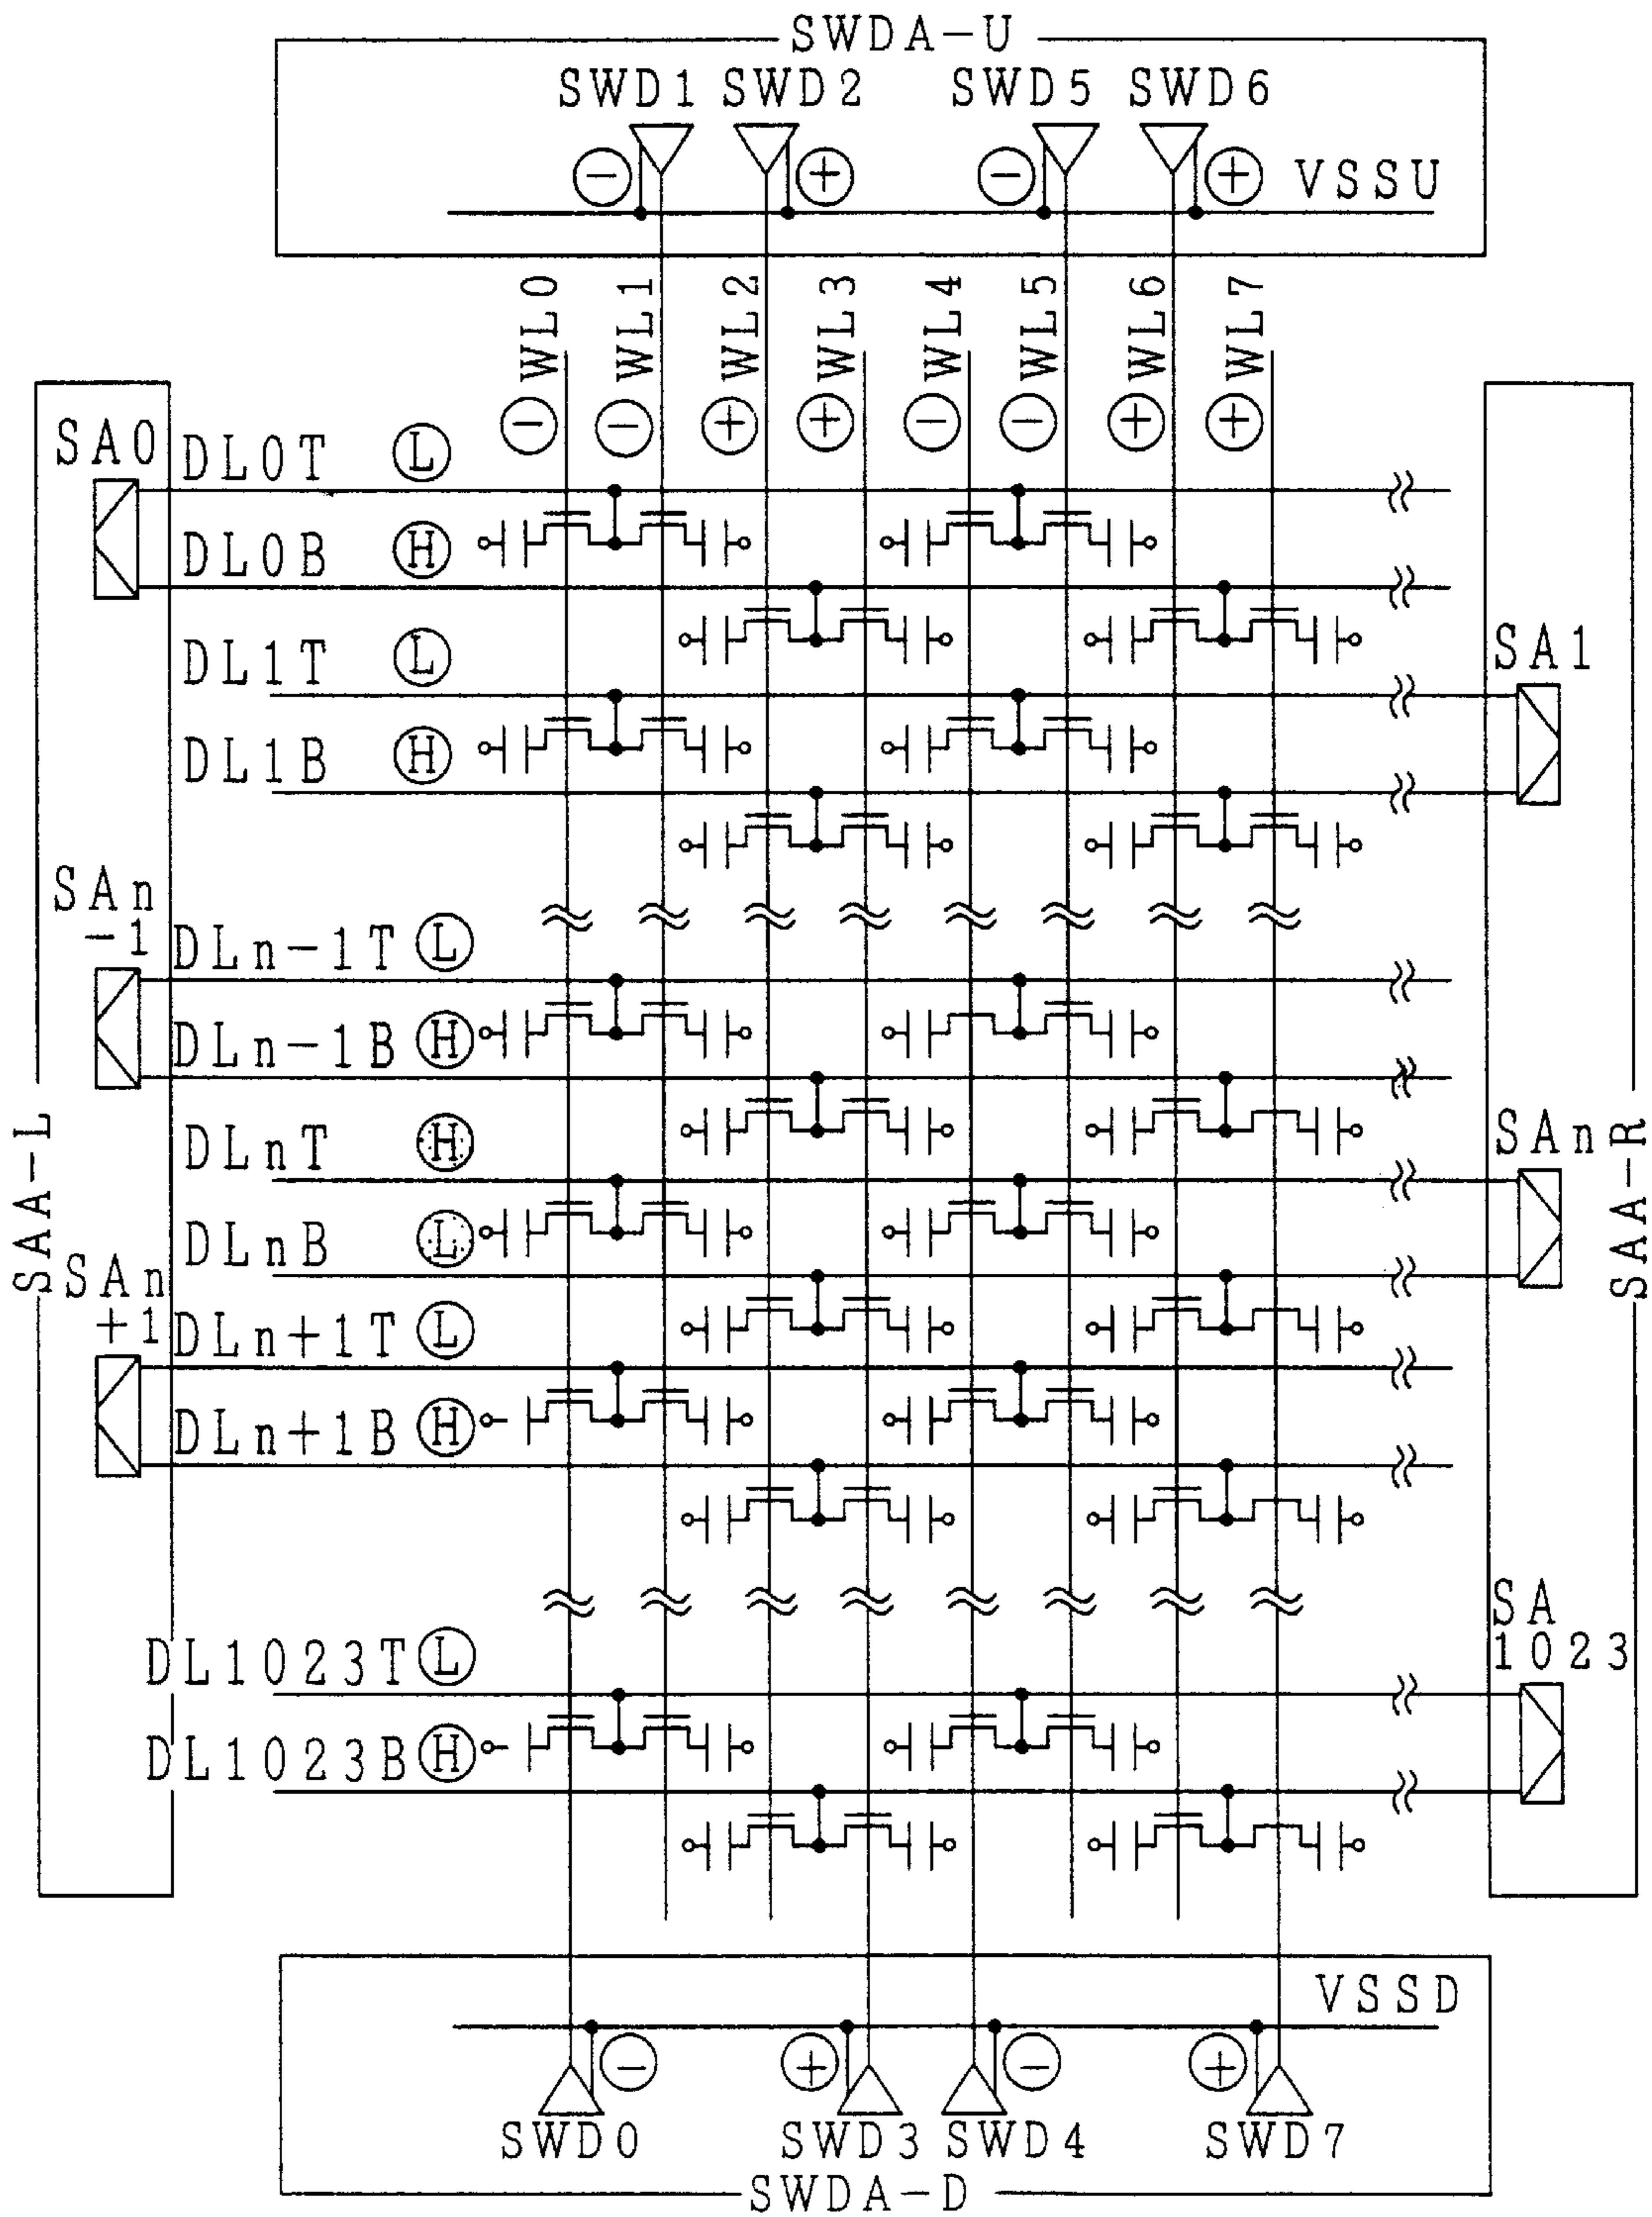 SWDA-U
SWD1 SWD2 SWD5 SWD6
− + − + VSSU
WL0 WL1 WL2 WL3 WL4 WL5 WL6 WL7
− − + + − − + +
SA0
DL0T L
DL0B H
DL1T L
SA1
DL1B H
SAn
-1
DLn-1T L
DLn-1B H
SAA-L
DLnT H
SAn
SAA-R
DLnB L
SAn
+1
DLn+1T L
DLn+1B H
SA
1023
DL1023T L
DL1023B H
VSSD
− + − +
SWD0 SWD3 SWD4 SWD7
SWDA-D